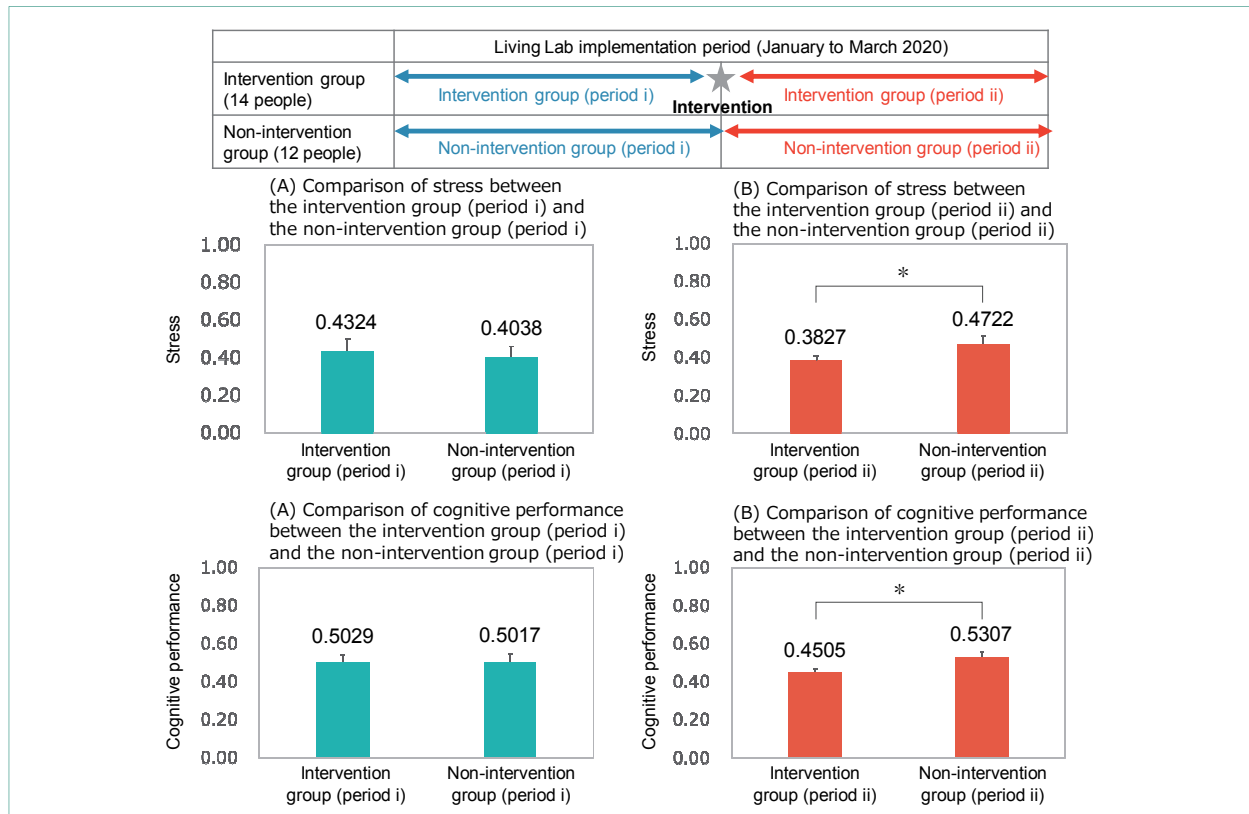 Living Lab implementation period (January to March 2020)
Intervention group
(14 people)
Intervention group (period i)
Intervention
Intervention group (period ii)
Non-intervention
group (12 people)
Non-intervention group (period i)
Non-intervention group (period ii)
(A) Comparison of stress between
the intervention group (period i) and
the non-intervention group (period i)
1.00
0.80
0.60
0.40
0.20
0.00
Stress
0.4324
0.4038
Intervention
group (period i)
Non-intervention
group (period i)
(B) Comparison of stress between
the intervention group (period ii) and
the non-intervention group (period ii)
1.00
0.80
0.60
0.40
0.20
0.00
Stress
*
0.3827
0.4722
Intervention
group (period ii)
Non-intervention
group (period ii)
(A) Comparison of cognitive performance
between the intervention group (period i)
and the non-intervention group (period i)
1.00
0.80
0.60
0.40
0.20
0.00
Cognitive performance
0.5029
0.5017
Intervention
group (period i)
Non-intervention
group (period i)
(B) Comparison of cognitive performance
between the intervention group (period ii)
and the non-intervention group (period ii)
1.00
0.80
0.60
0.40
0.20
0.00
Cognitive performance
*
0.4505
0.5307
Intervention
group (period ii)
Non-intervention
group (period ii)